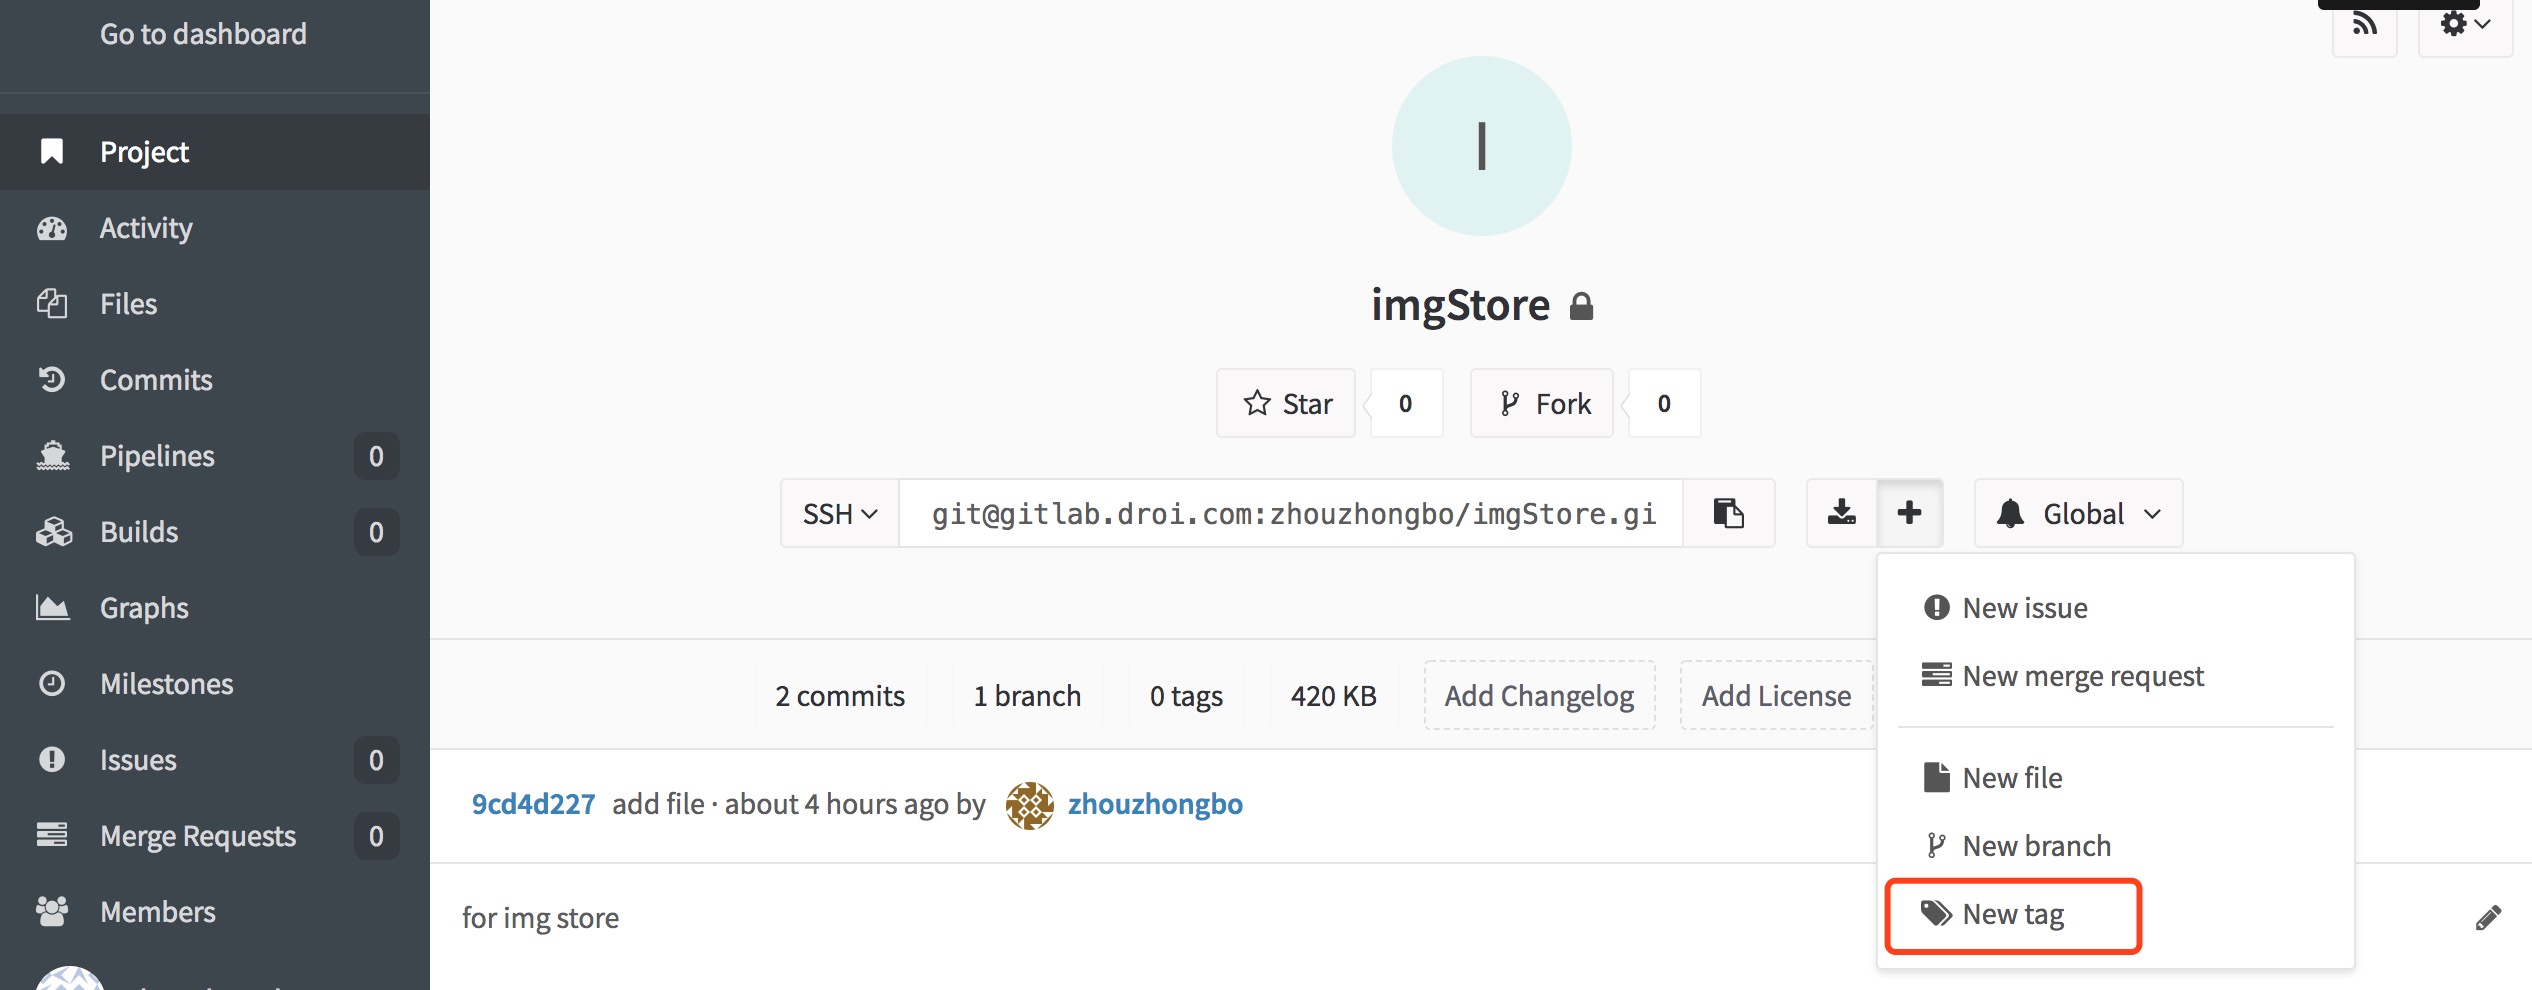 Go to dashboard
Project
Activity
Files
Commits
Pipelines 0
Builds 0
Graphs
Milestones
Issues 0
Merge Requests 0
Members
I
imgStore
Star 0 Fork 0
SSH git@gitlab.droi.com:zhouzhongbo/imgStore.gi Global
New issue
New merge request
New file
New branch
New tag
2 commits 1 branch 0 tags 420 KB Add Changelog Add License
9cd4d227 add file · about 4 hours ago by zhouzhongbo
for img store